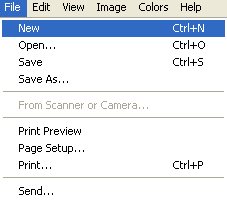 File Edit View Image Colors Help
New Ctrl+N
Open... Ctrl+O
Save Ctrl+S
Save As...
From Scanner or Camera...
Print Preview
Page Setup...
Print... Ctrl+P
Send...